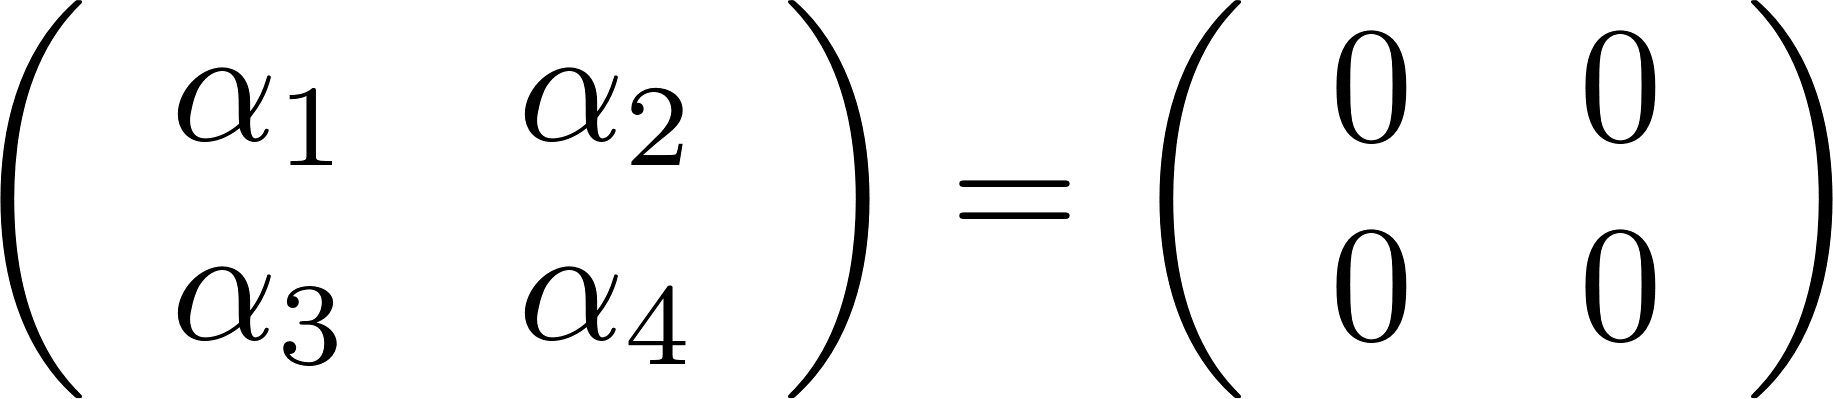 ( α₁ α₂ ) = ( 0 0 )
( α₃ α₄ ) ( 0 0 )